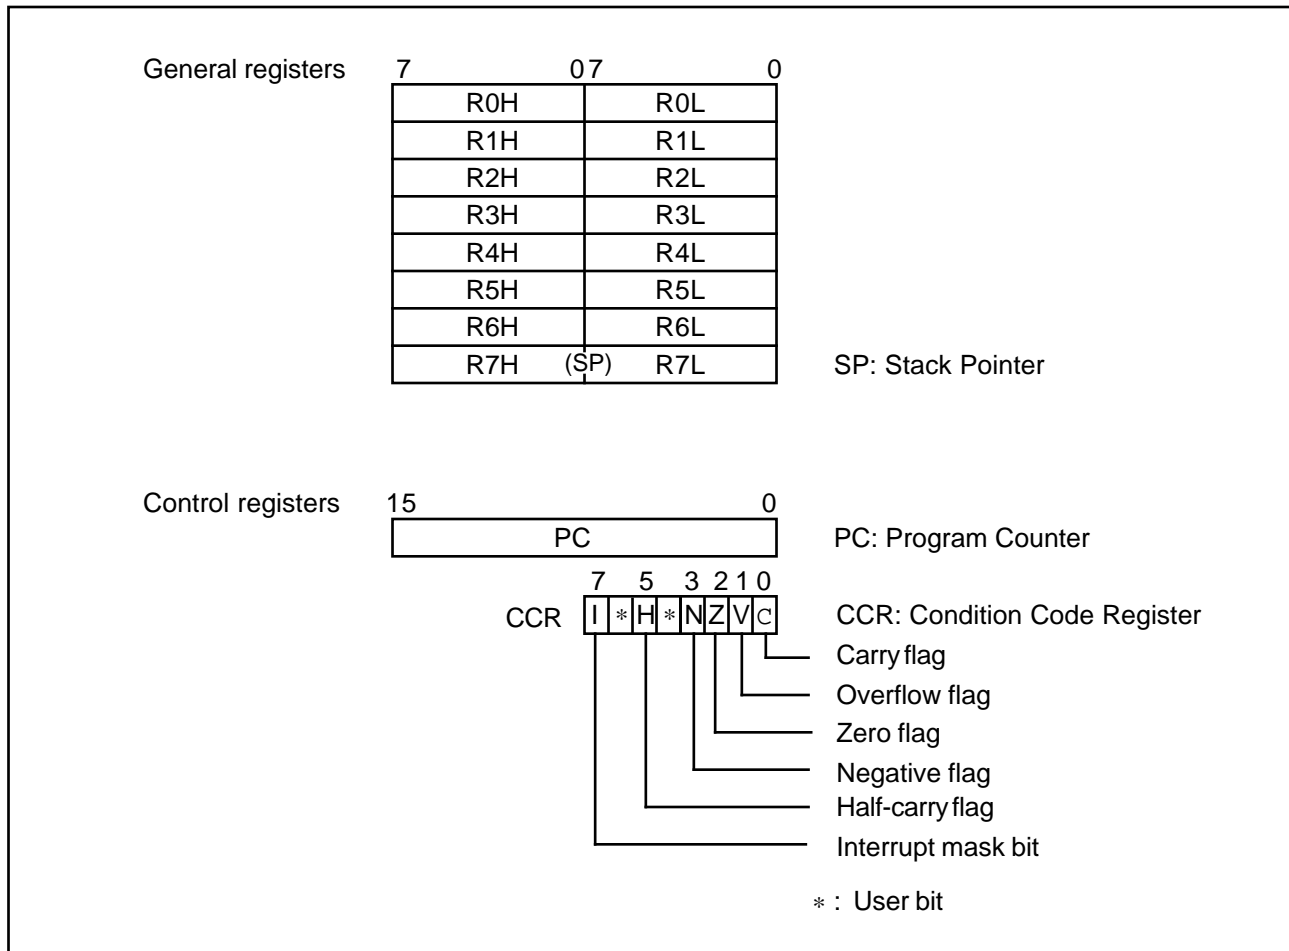 General registers 7 0 7 0
R0H R0L
R1H R1L
R2H R2L
R3H R3L
R4H R4L
R5H R5L
R6H R6L
R7H (SP) R7L SP: Stack Pointer
Control registers 15 0
PC PC: Program Counter
7 5 3 2 1 0
CCR I * H * N Z V C CCR: Condition Code Register
Carry flag
Overflow flag
Zero flag
Negative flag
Half-carry flag
Interrupt mask bit
* : User bit